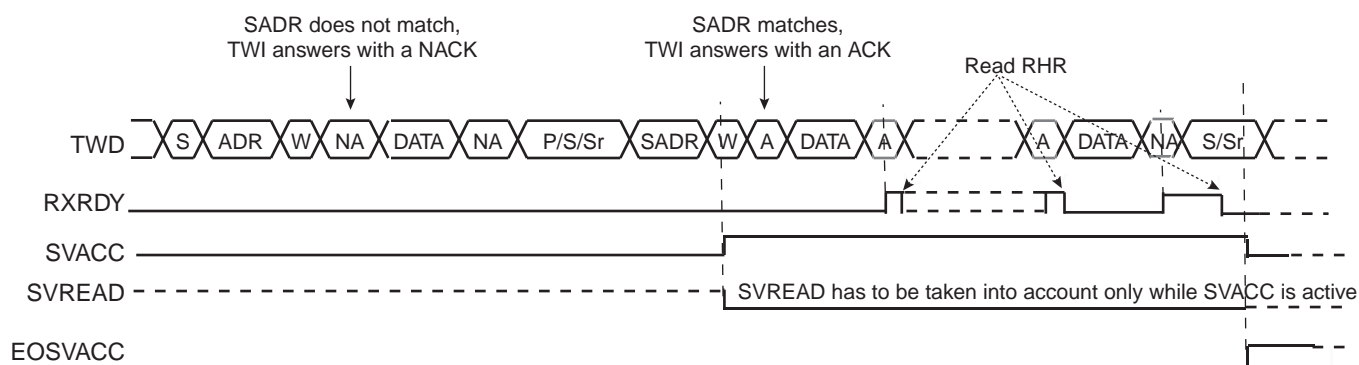 SADR does not match,
TWI answers with a NACK
SADR matches,
TWI answers with an ACK
Read RHR
TWD S ADR W NA DATA NA P/S/Sr SADR W A DATA A A DATA NA S/Sr
RXRDY
SVACC
SVREAD SVREAD has to be taken into account only while SVACC is active
EOSVACC